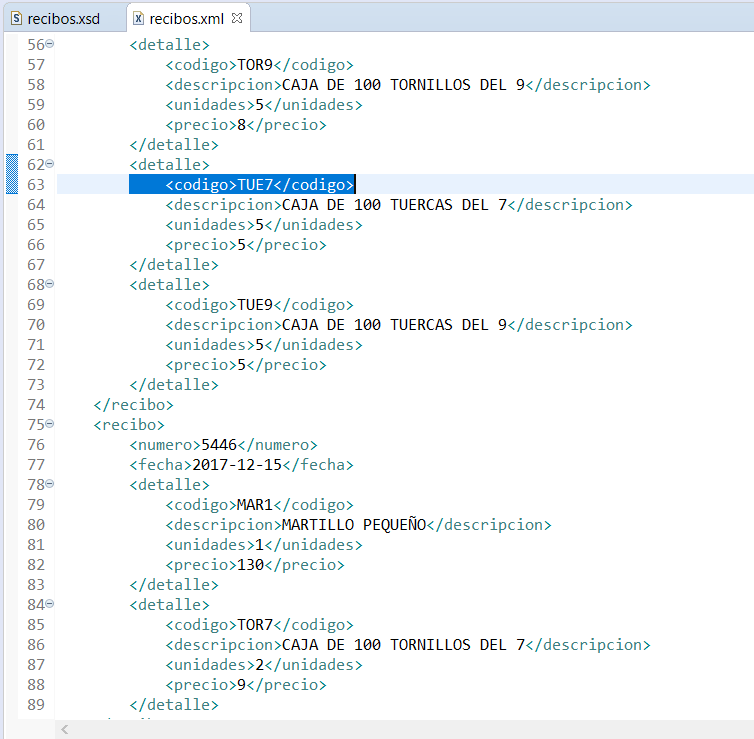 recibos.xsd recibos.xml
56 <detalle>
57 <codigo>TOR9</codigo>
58 <descripcion>CAJA DE 100 TORNILLOS DEL 9</descripcion>
59 <unidades>5</unidades>
60 <precio>8</precio>
61 </detalle>
62 <detalle>
63 <codigo>TUE7</codigo>
64 <descripcion>CAJA DE 100 TUERCAS DEL 7</descripcion>
65 <unidades>5</unidades>
66 <precio>5</precio>
67 </detalle>
68 <detalle>
69 <codigo>TUE9</codigo>
70 <descripcion>CAJA DE 100 TUERCAS DEL 9</descripcion>
71 <unidades>5</unidades>
72 <precio>5</precio>
73 </detalle>
74 </recibo>
75 <recibo>
76 <numero>5446</numero>
77 <fecha>2017-12-15</fecha>
78 <detalle>
79 <codigo>MAR1</codigo>
80 <descripcion>MARTILLO PEQUEÑO</descripcion>
81 <unidades>1</unidades>
82 <precio>130</precio>
83 </detalle>
84 <detalle>
85 <codigo>TOR7</codigo>
86 <descripcion>CAJA DE 100 TORNILLOS DEL 7</descripcion>
87 <unidades>2</unidades>
88 <precio>9</precio>
89 </detalle>